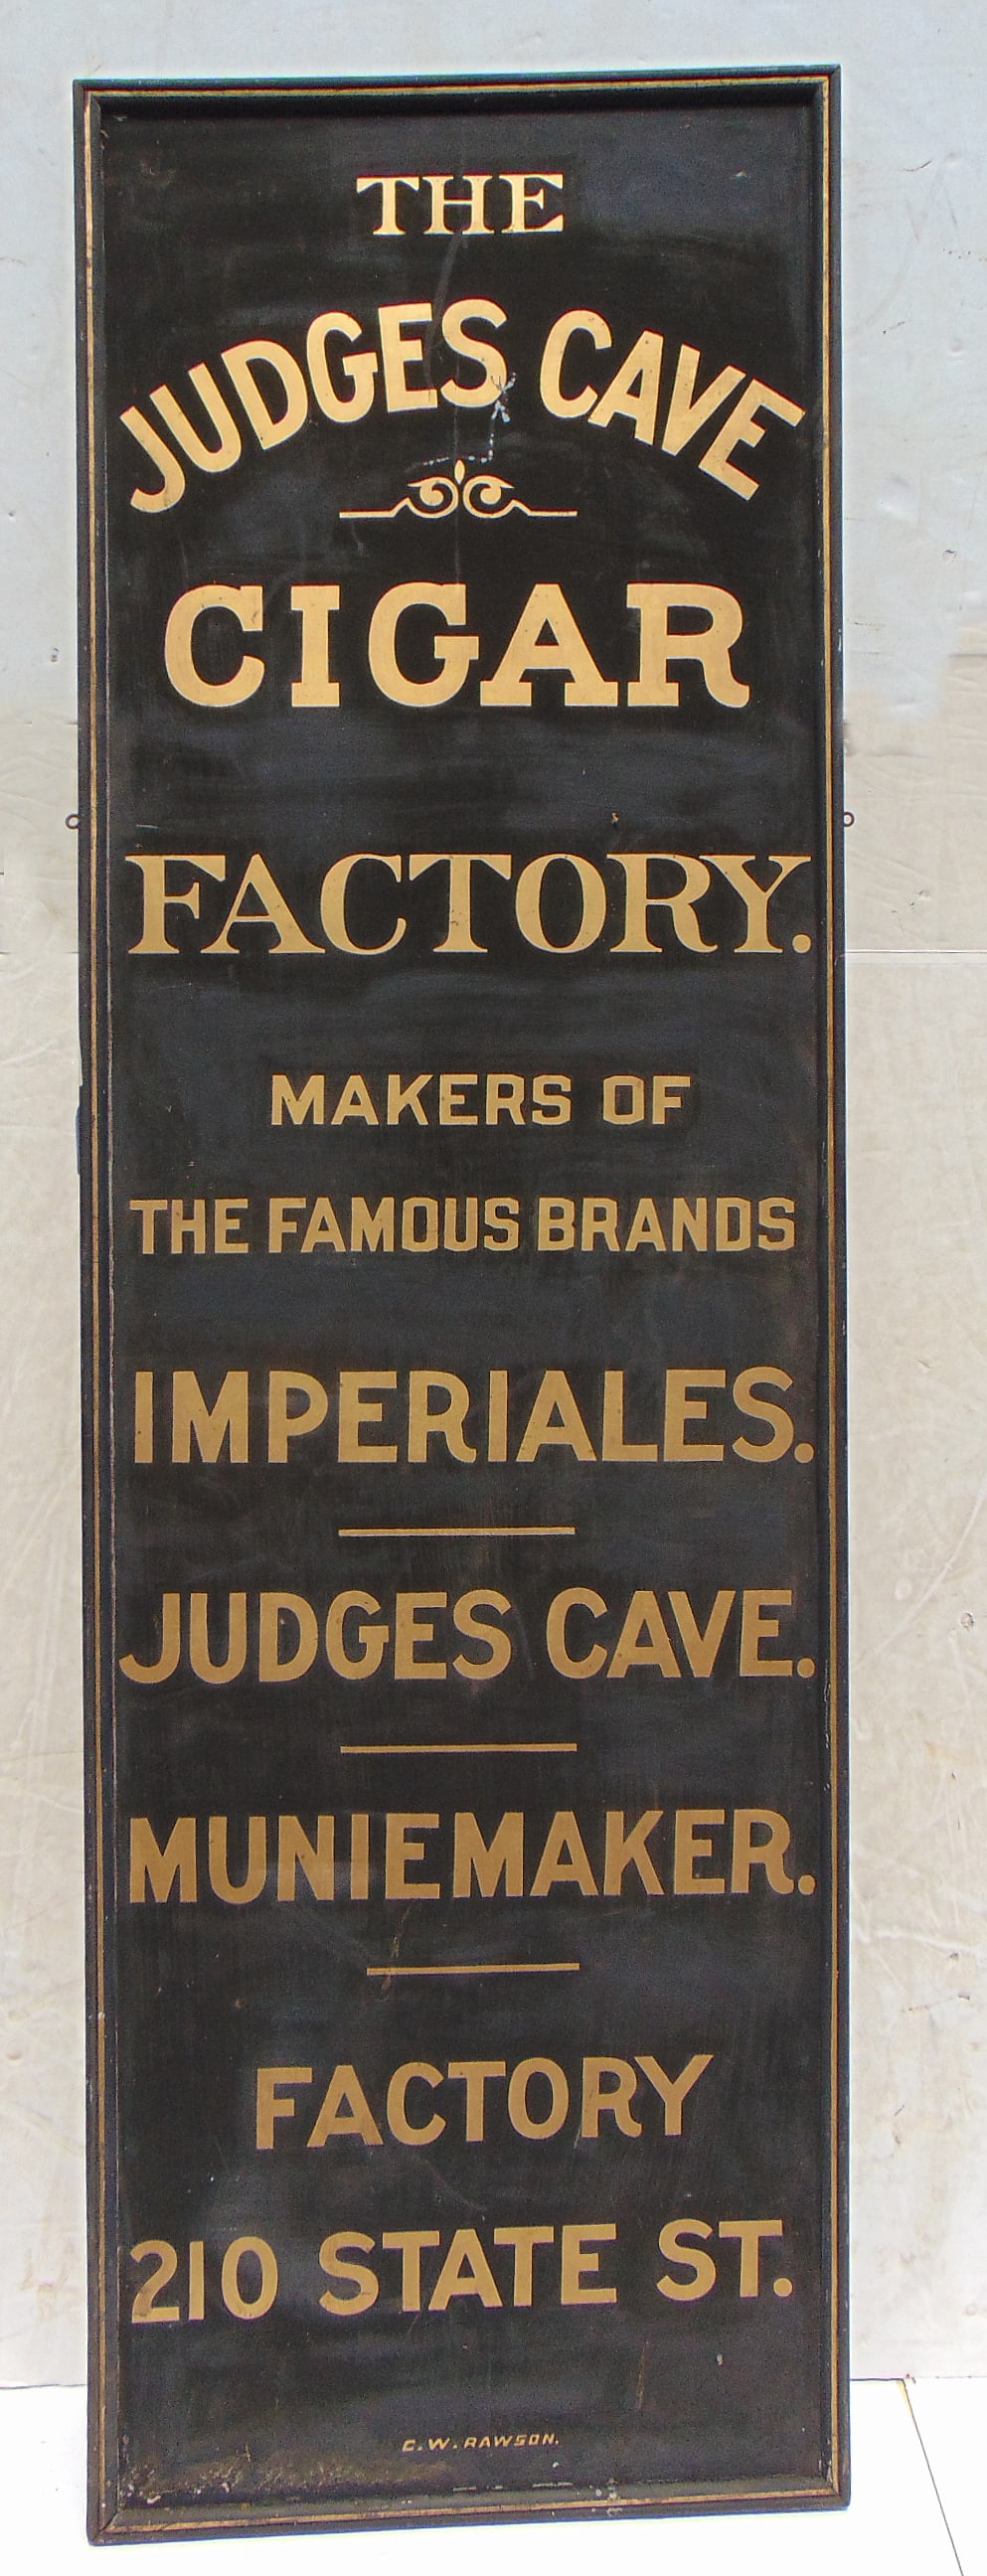 THE
JUDGES CAVE
CIGAR
FACTORY.
MAKERS OF
THE FAMOUS BRANDS
IMPERIALES.
JUDGES CAVE.
MUNIEMAKER.
FACTORY
210 STATE ST.
C.W. RAWSON.